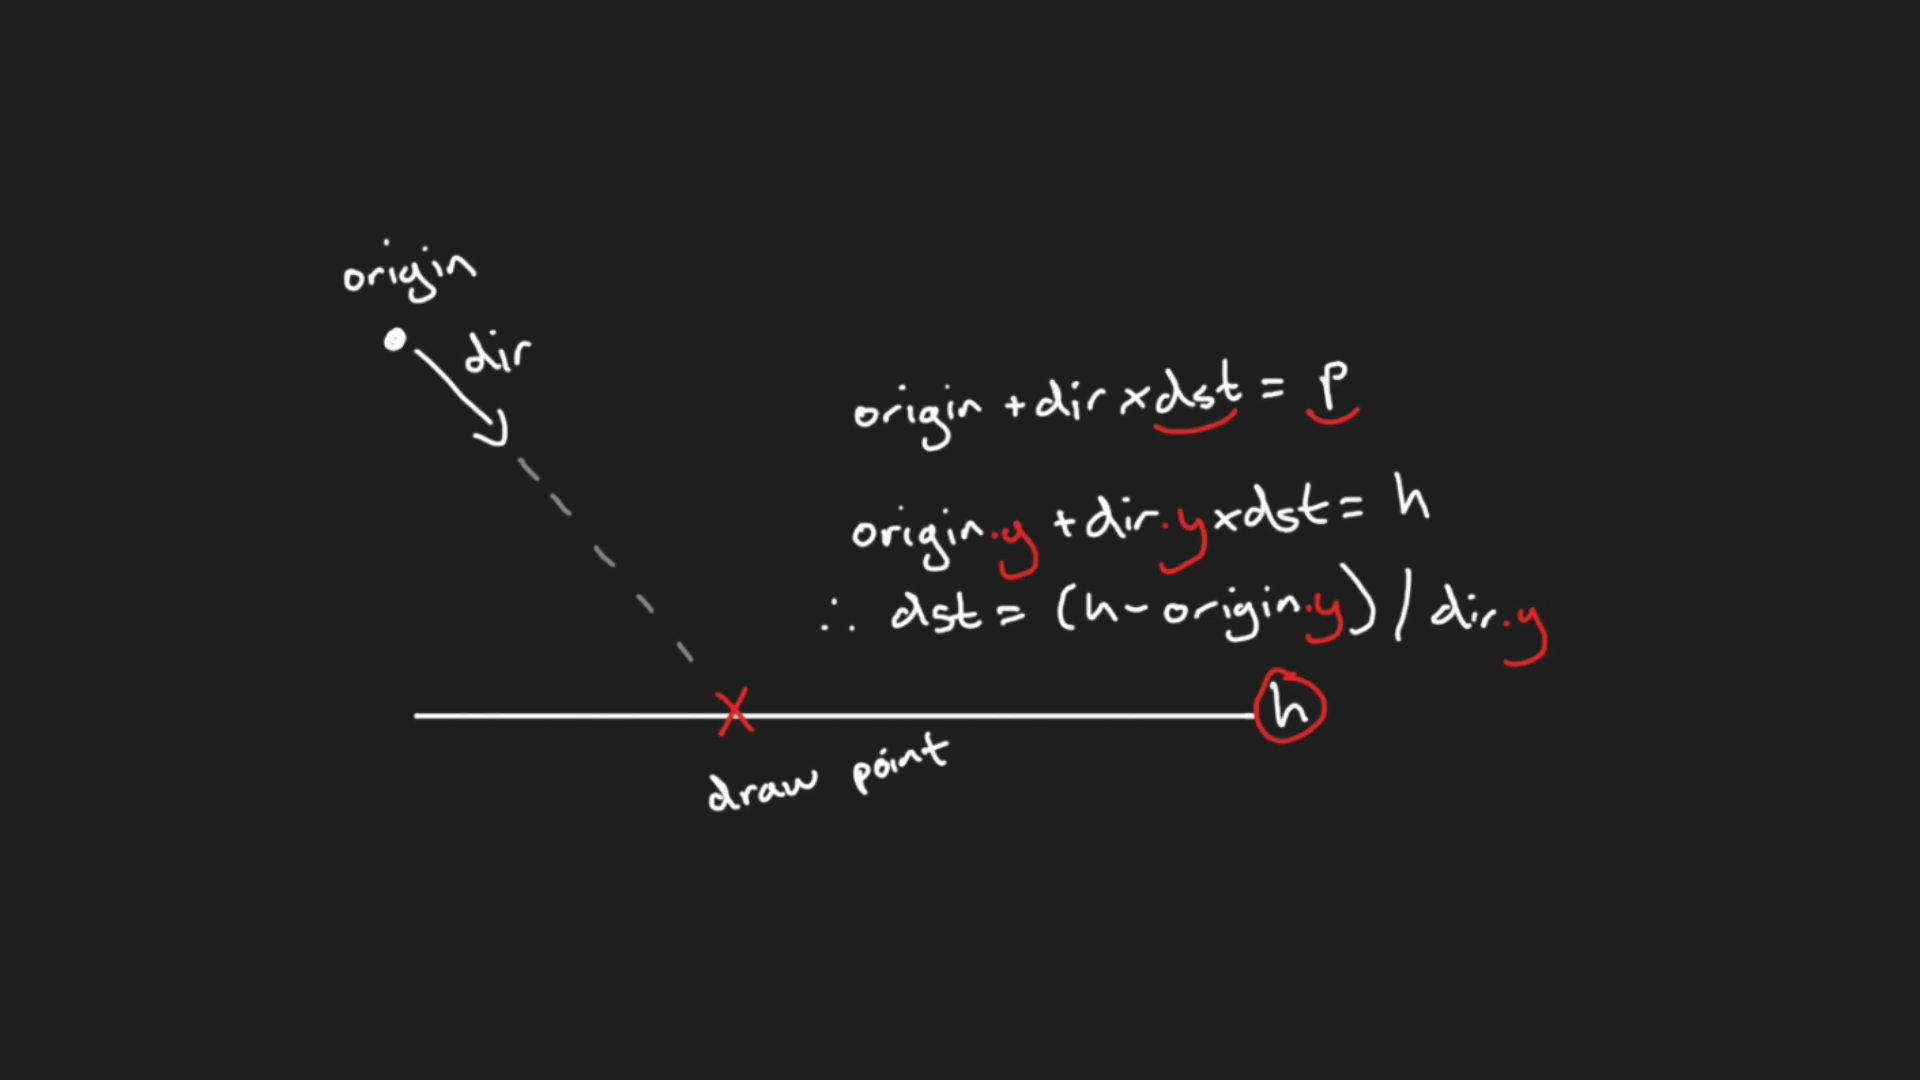 origin
dir
origin + dir × dst = p
origin.y + dir.y × dst = h
∴ dst = (h - origin.y) / dir.y
h
draw point